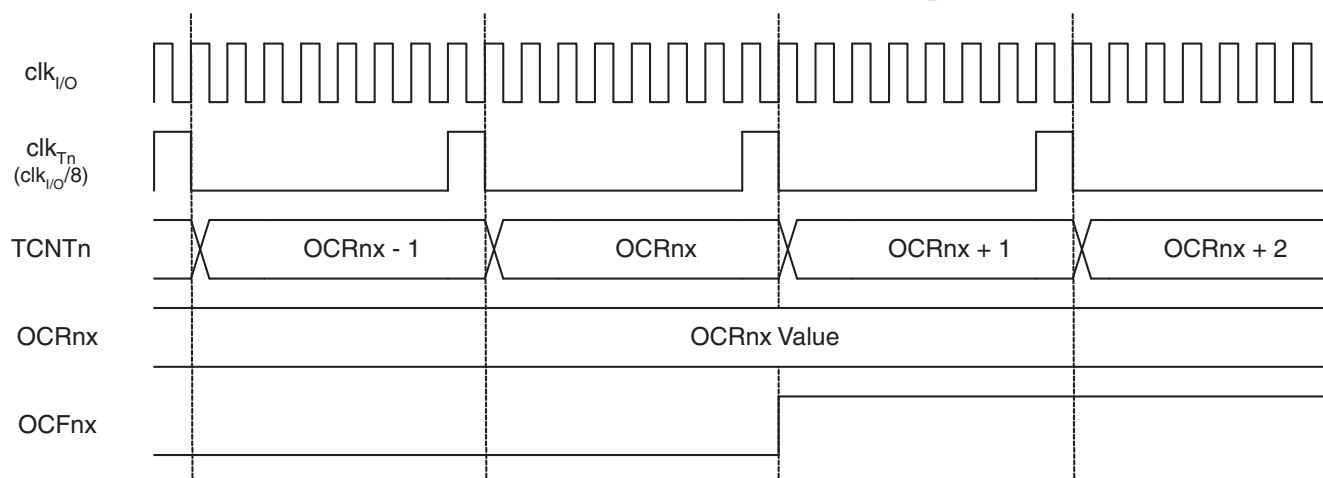 clkI/O
clkTn
(clkI/O/8)
TCNTn OCRnx - 1 OCRnx OCRnx + 1 OCRnx + 2
OCRnx OCRnx Value
OCFnx